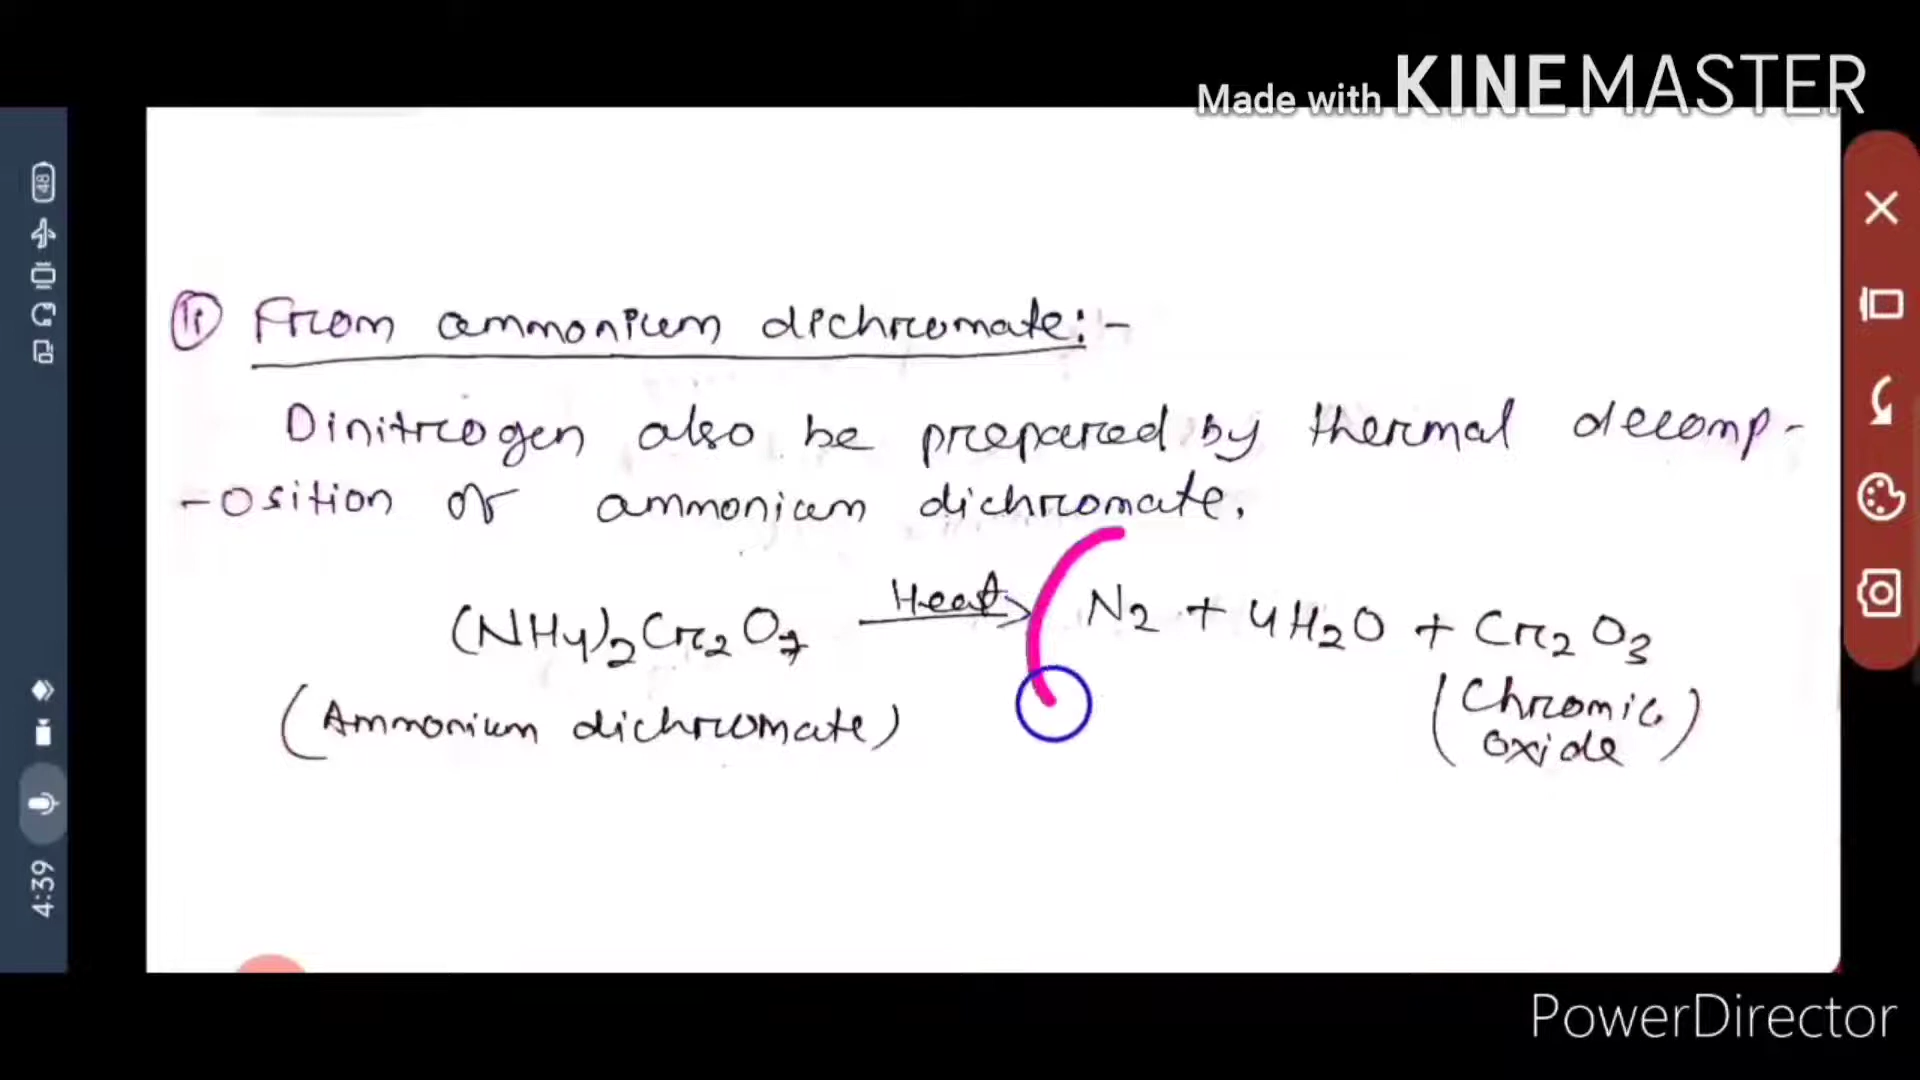 Made with KINEMASTER
48
(ii) From ammonium dichromate:-
Dinitrogen also be prepared by thermal decomp-
-osition of ammonium dichromate.
(NH4)2Cr2O7 Heat→ N2 + 4H2O + Cr2O3
(Ammonium dichromate) (Chromic
oxide)
4:39
PowerDirector